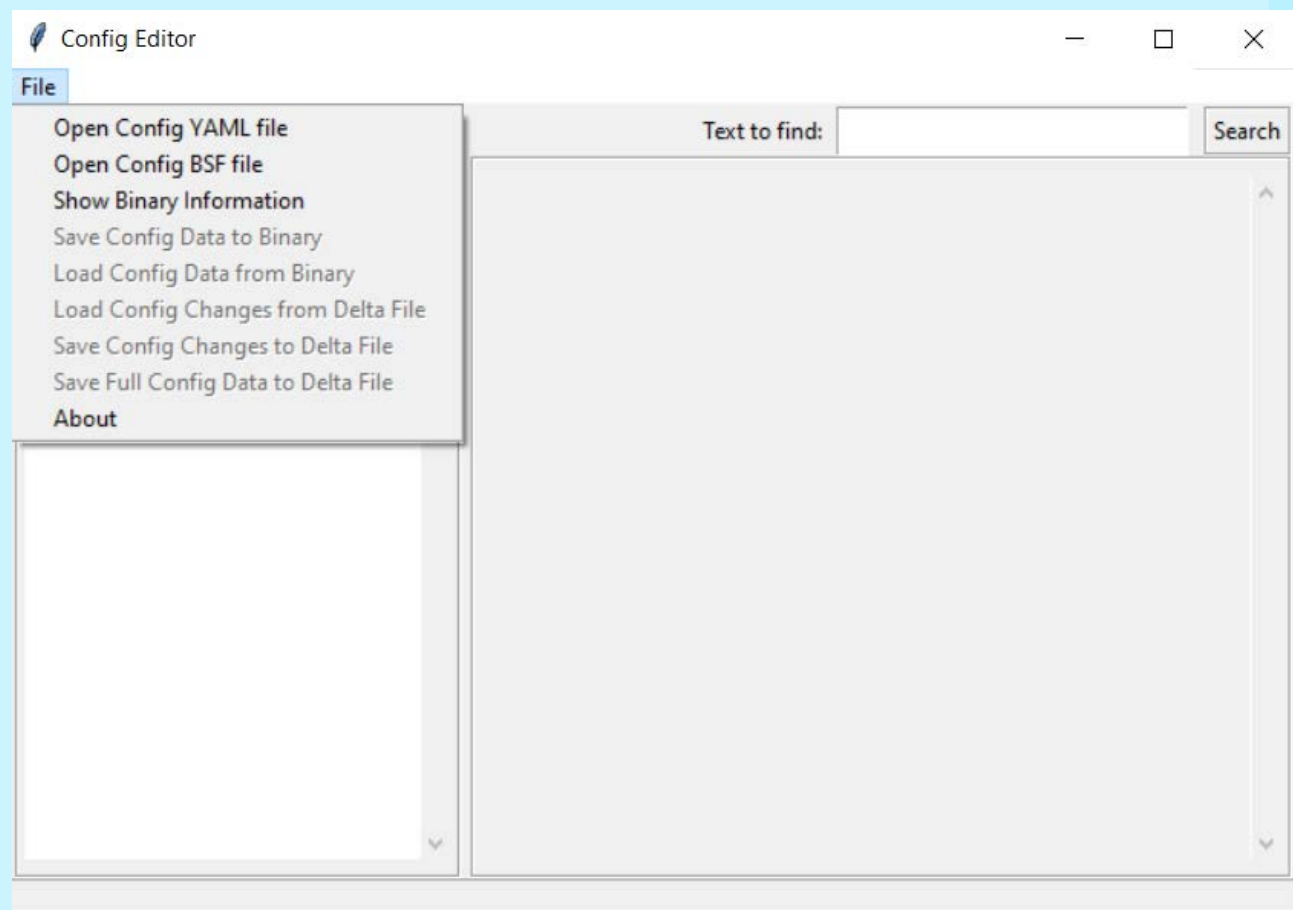 Config Editor
File
Text to find:
Search
Open Config YAML file
Open Config BSF file
Show Binary Information
Save Config Data to Binary
Load Config Data from Binary
Load Config Changes from Delta File
Save Config Changes to Delta File
Save Full Config Data to Delta File
About